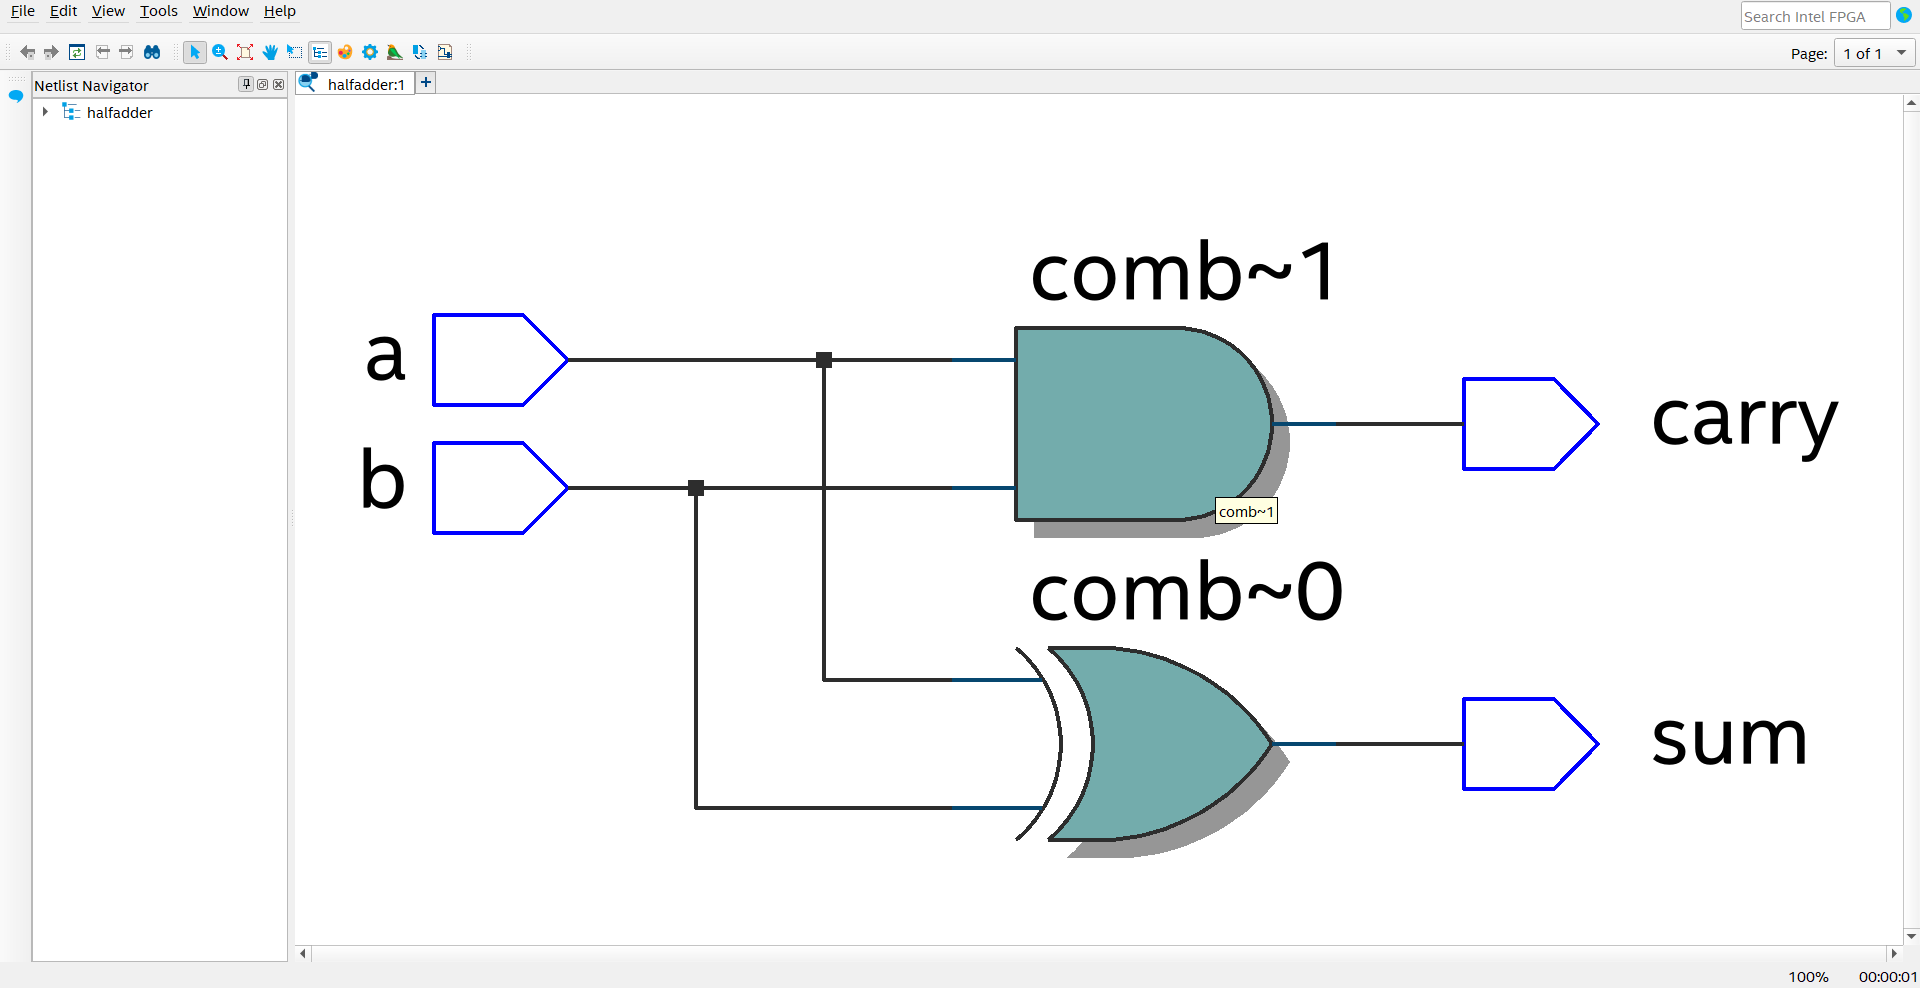 File Edit View Tools Window Help
Search Intel FPGA
Page: 1 of 1
Netlist Navigator
halfadder:1
halfadder
comb~1
a
b
carry
comb~1
comb~0
sum
100% 00:00:01